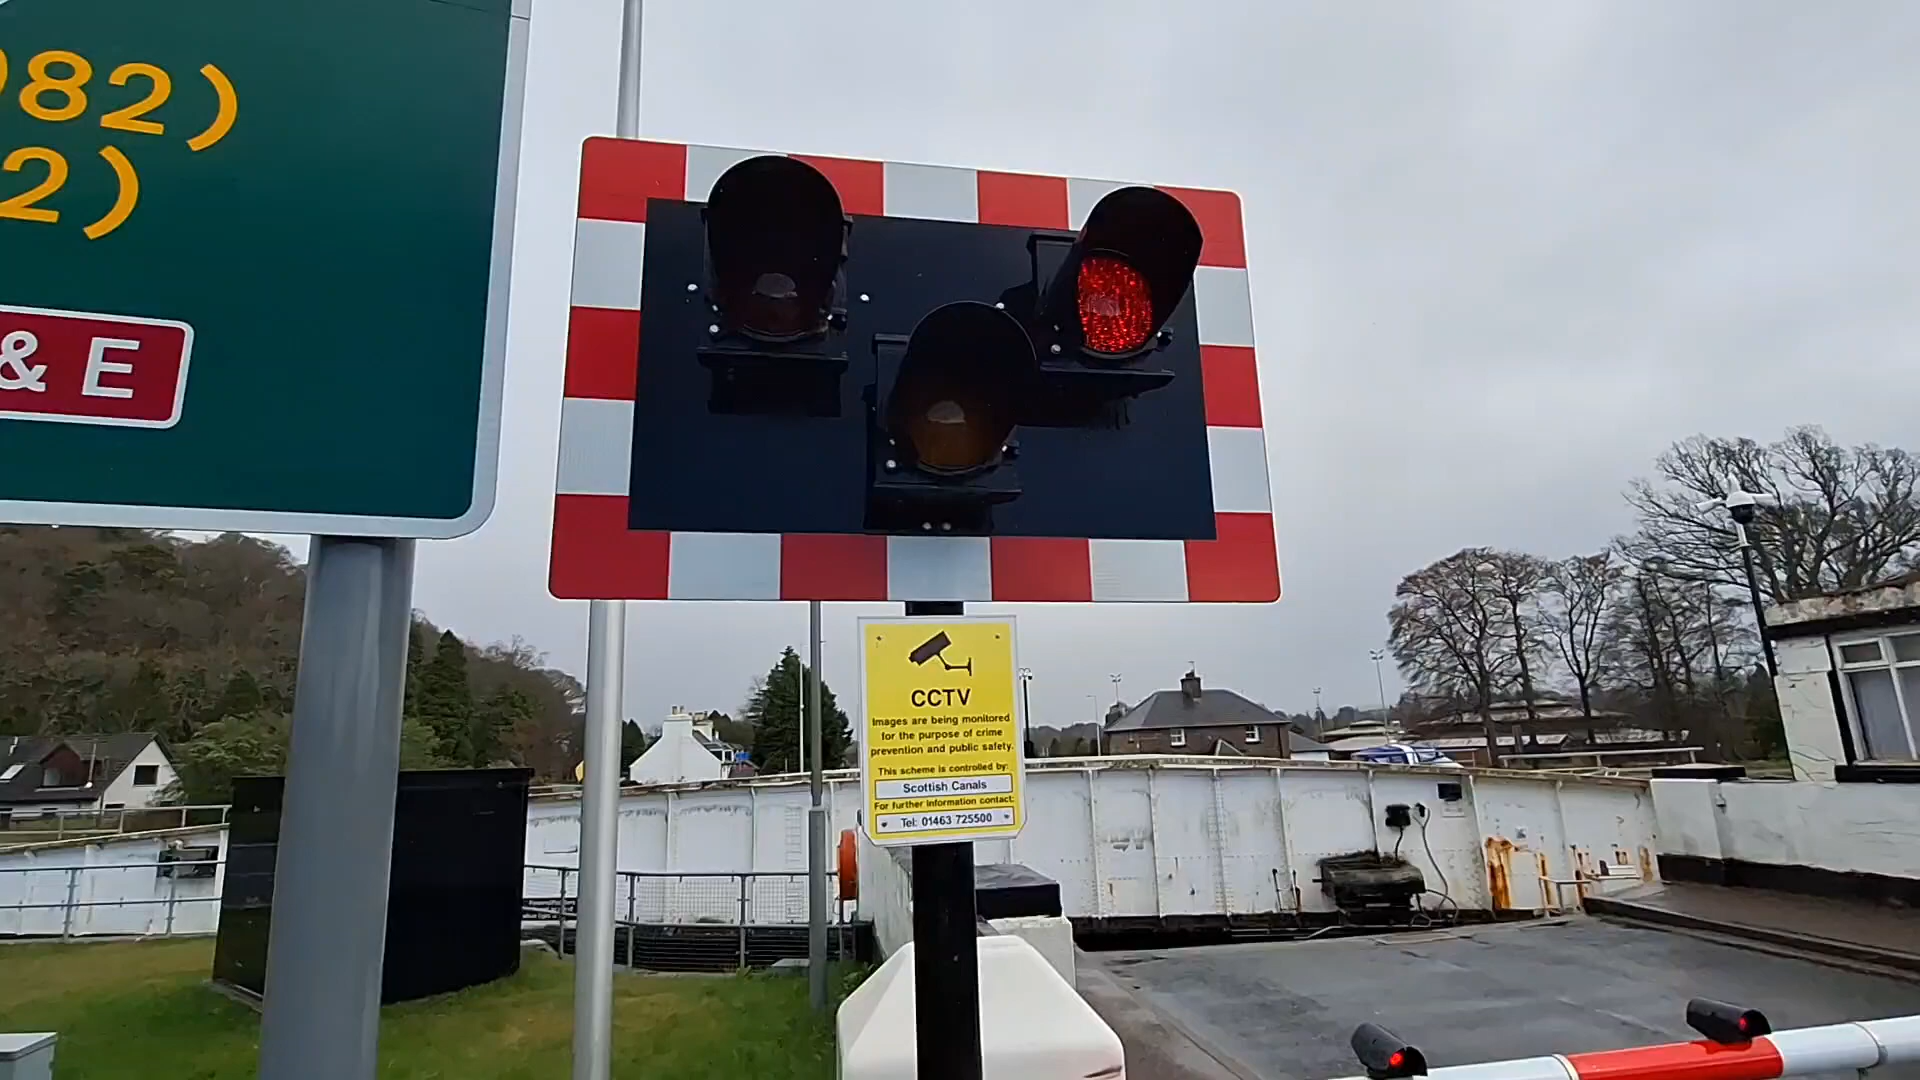 82)
2)
& E
CCTV
Images are being monitored
for the purpose of crime
prevention and public safety.
This scheme is controlled by:
Scottish Canals
For further information contact:
Tel: 01463 725500